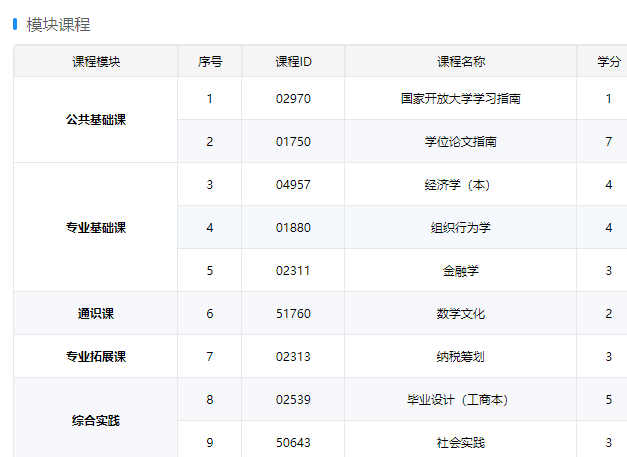 模块课程
课程模块 序号 课程ID 课程名称 学分
公共基础课 1 02970 国家开放大学学习指南 1
2 01750 学位论文指南 7
专业基础课 3 04957 经济学（本） 4
4 01880 组织行为学 4
5 02311 金融学 3
通识课 6 51760 数学文化 2
专业拓展课 7 02313 纳税筹划 3
综合实践 8 02539 毕业设计（工商本） 5
9 50643 社会实践 3